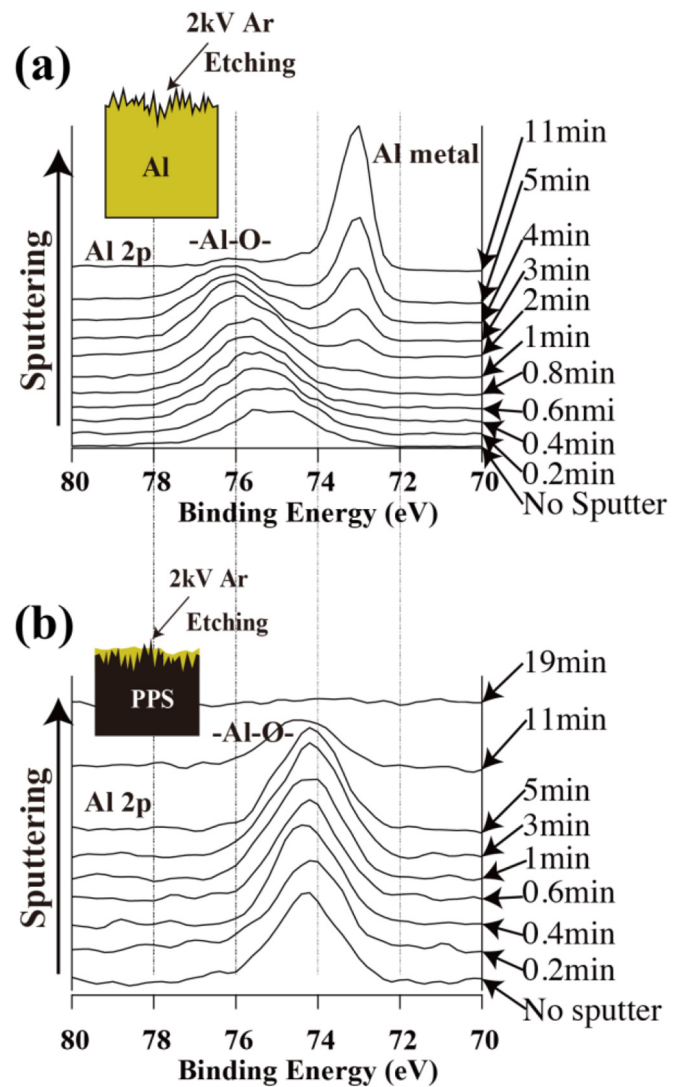 2kV Ar
(a)
Etching
11min
Al metal
5min
Al
4min
-Al-O-
Al 2p
3min
2min
1min
0.8min
0.6nmi
0.4min
0.2min
No Sputter
Sputtering
80 78 76 74 72 70
Binding Energy (eV)
2kV Ar
(b)
Etching
19min
PPS
11min
-Al-O-
5min
Al 2p
3min
1min
0.6min
0.4min
0.2min
No sputter
Sputtering
80 78 76 74 72 70
Binding Energy (eV)